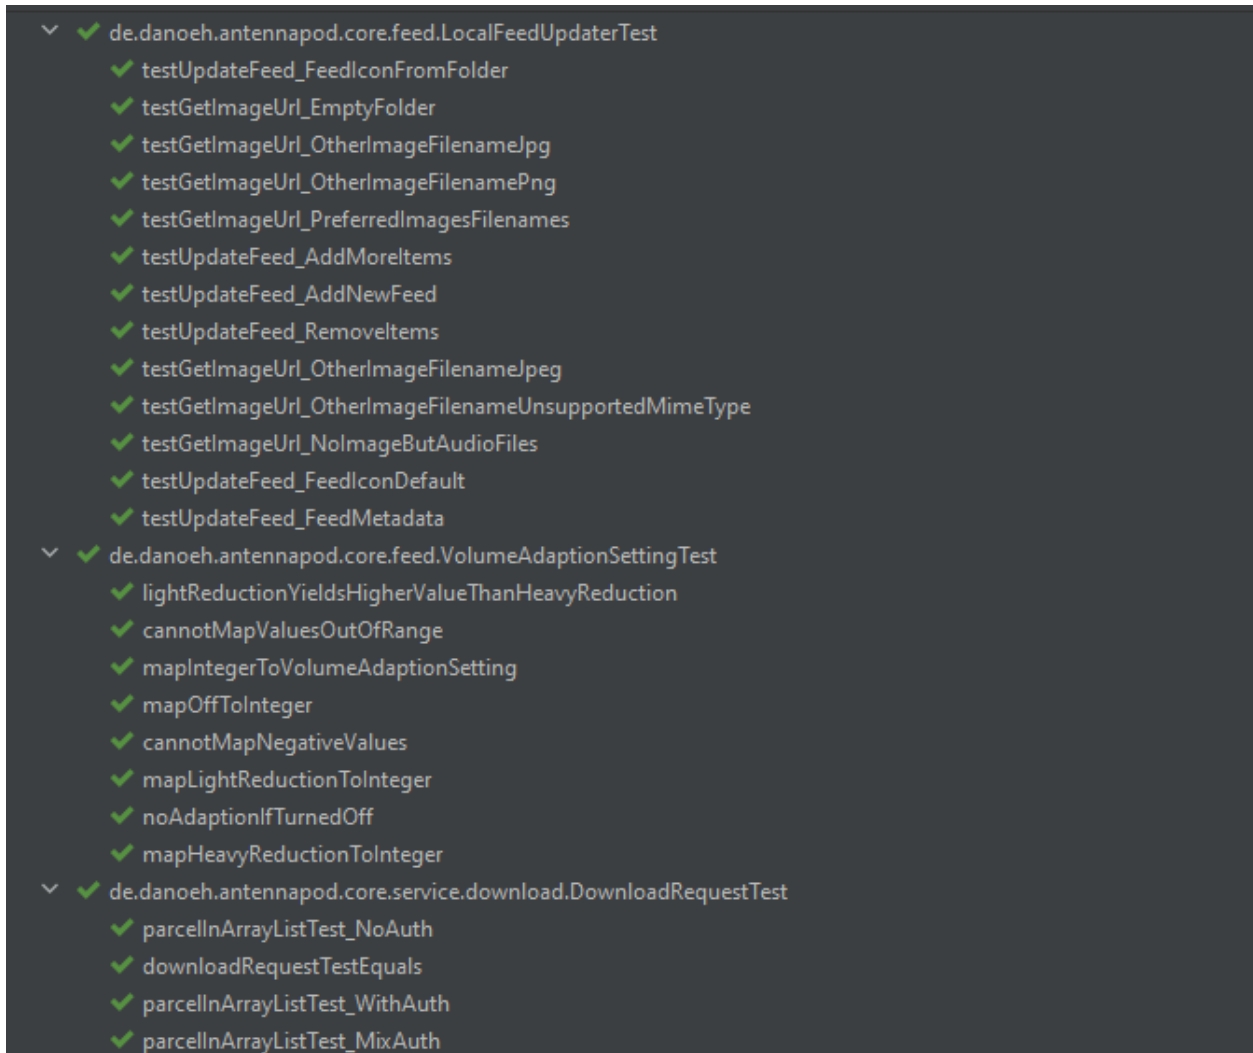 de.danoeh.antennapod.core.feed.LocalFeedUpdaterTest
testUpdateFeed_FeedIconFromFolder
testGetImageUrl_EmptyFolder
testGetImageUrl_OtherImageFilenameJpg
testGetImageUrl_OtherImageFilenamePng
testGetImageUrl_PreferredImagesFilenames
testUpdateFeed_AddMoreItems
testUpdateFeed_AddNewFeed
testUpdateFeed_RemoveItems
testGetImageUrl_OtherImageFilenameJpeg
testGetImageUrl_OtherImageFilenameUnsupportedMimeType
testGetImageUrl_NoImageButAudioFiles
testUpdateFeed_FeedIconDefault
testUpdateFeed_FeedMetadata
de.danoeh.antennapod.core.feed.VolumeAdaptionSettingTest
lightReductionYieldsHigherValueThanHeavyReduction
cannotMapValuesOutOfRange
mapIntegerToVolumeAdaptionSetting
mapOffToInteger
cannotMapNegativeValues
mapLightReductionToInteger
noAdaptionIfTurnedOff
mapHeavyReductionToInteger
de.danoeh.antennapod.core.service.download.DownloadRequestTest
parcelInArrayListTest_NoAuth
downloadRequestTestEquals
parcelInArrayListTest_WithAuth
parcelInArrayListTest_MixAuth